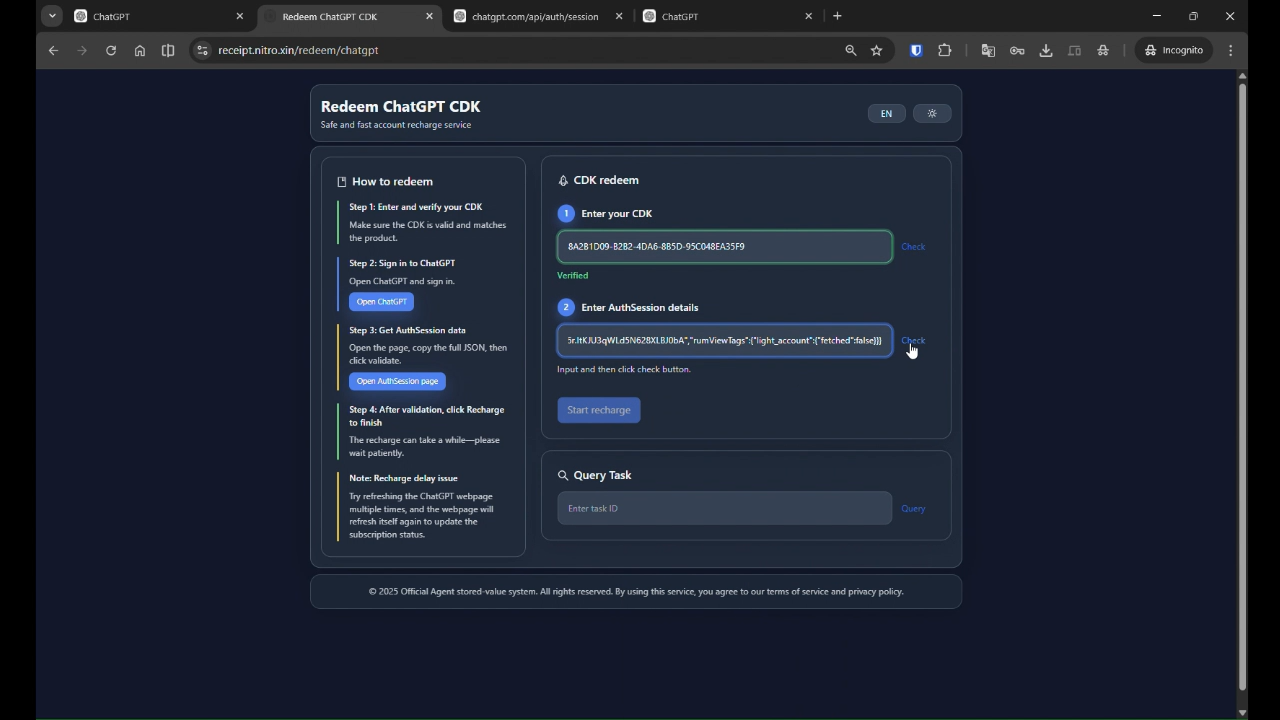 ChatGPT
Redeem ChatGPT CDK
chatgpt.com/api/auth/session
ChatGPT
receipt.nitro.xin/redeem/chatgpt
Incognito
Redeem ChatGPT CDK
Safe and fast account recharge service
EN
How to redeem
Step 1: Enter and verify your CDK
Make sure the CDK is valid and matches
the product.
Step 2: Sign in to ChatGPT
Open ChatGPT and sign in.
Open ChatGPT
Step 3: Get AuthSession data
Open the page, copy the full JSON, then
click validate.
Open AuthSession page
Step 4: After validation, click Recharge
to finish
The recharge can take a while—please
wait patiently.
Note: Recharge delay issue
Try refreshing the ChatGPT webpage
multiple times, and the webpage will
refresh itself again to update the
subscription status.
CDK redeem
1 Enter your CDK
8A2B1D09-B2B2-4DA6-8B5D-95C048EA35F9
Check
Verified
2 Enter AuthSession details
5r.ltKJU3qWLd5N628XLBJ0bA","rumViewTags":{"light_account":{"fetched":false}}}
Check
Input and then click check button.
Start recharge
Query Task
Enter task ID
Query
© 2025 Official Agent stored-value system. All rights reserved. By using this service, you agree to our terms of service and privacy policy.